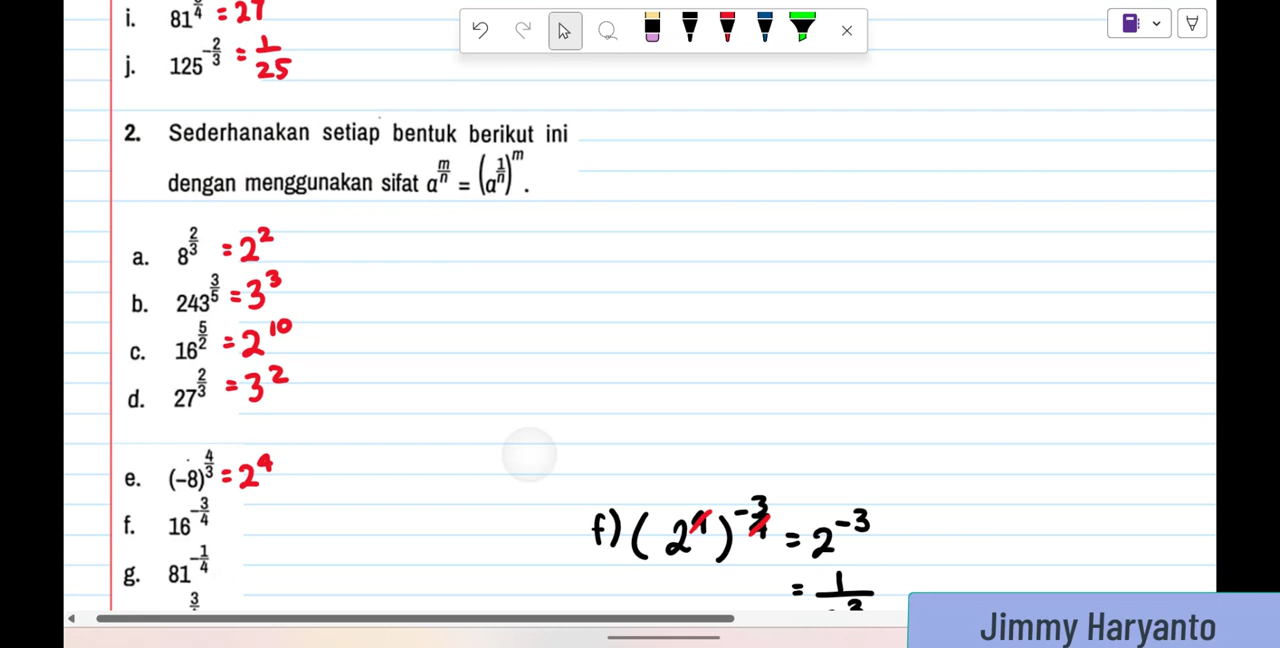 i. 81^{3/4} = 27
j. 125^{-2/3} = 1/25
2. Sederhanakan setiap bentuk berikut ini
dengan menggunakan sifat a^{m/n} = (a^{1/n})^m.
a. 8^{2/3} = 2^2
b. 243^{3/5} = 3^3
c. 16^{5/2} = 2^{10}
d. 27^{2/3} = 3^2
e. (-8)^{4/3} = 2^4
f. 16^{-3/4}
g. 81^{-1/4}
f) (2^4)^{-3/4} = 2^{-3}
= 1/
Jimmy Haryanto